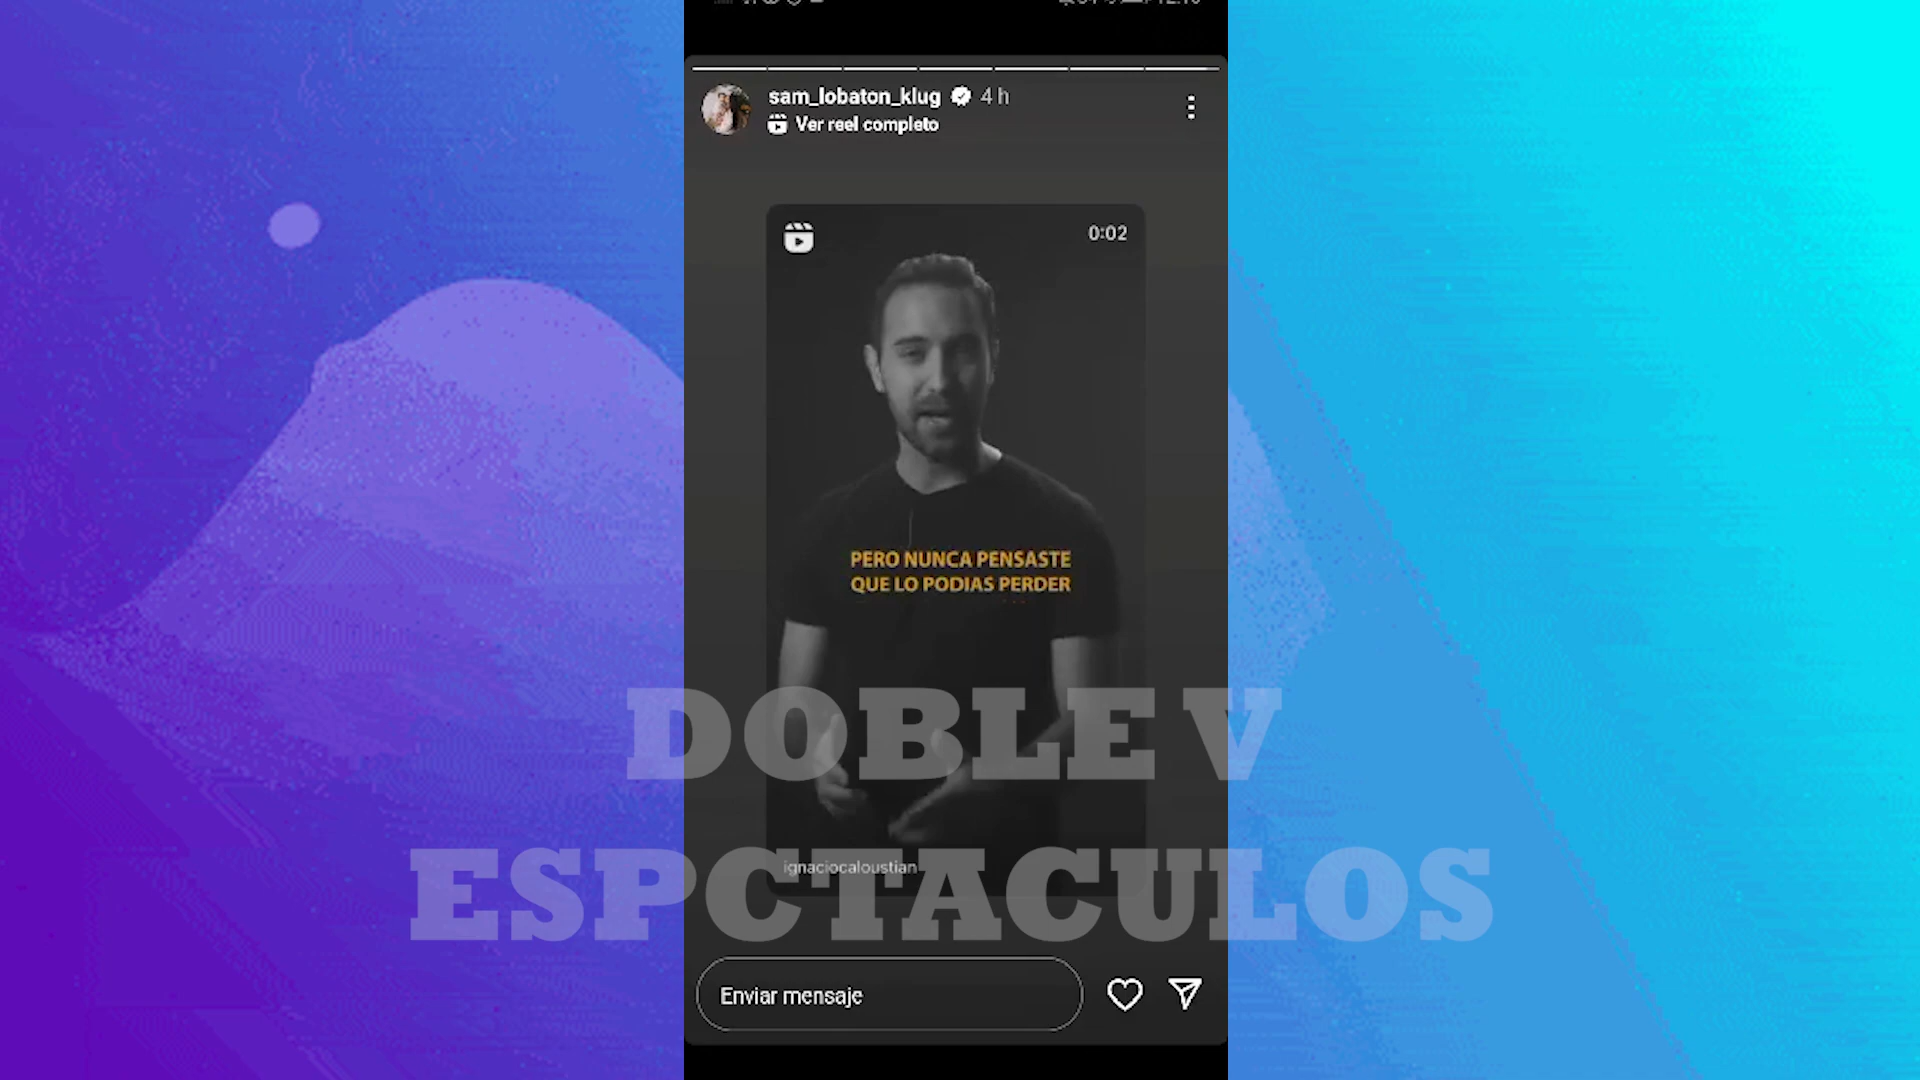 sam_lobaton_klug 4 h
Ver reel completo
0:02
PERO NUNCA PENSASTE
QUE LO PODIAS PERDER
DOBLE V
ignaciocaloustian
ESPCTACULOS
Enviar mensaje